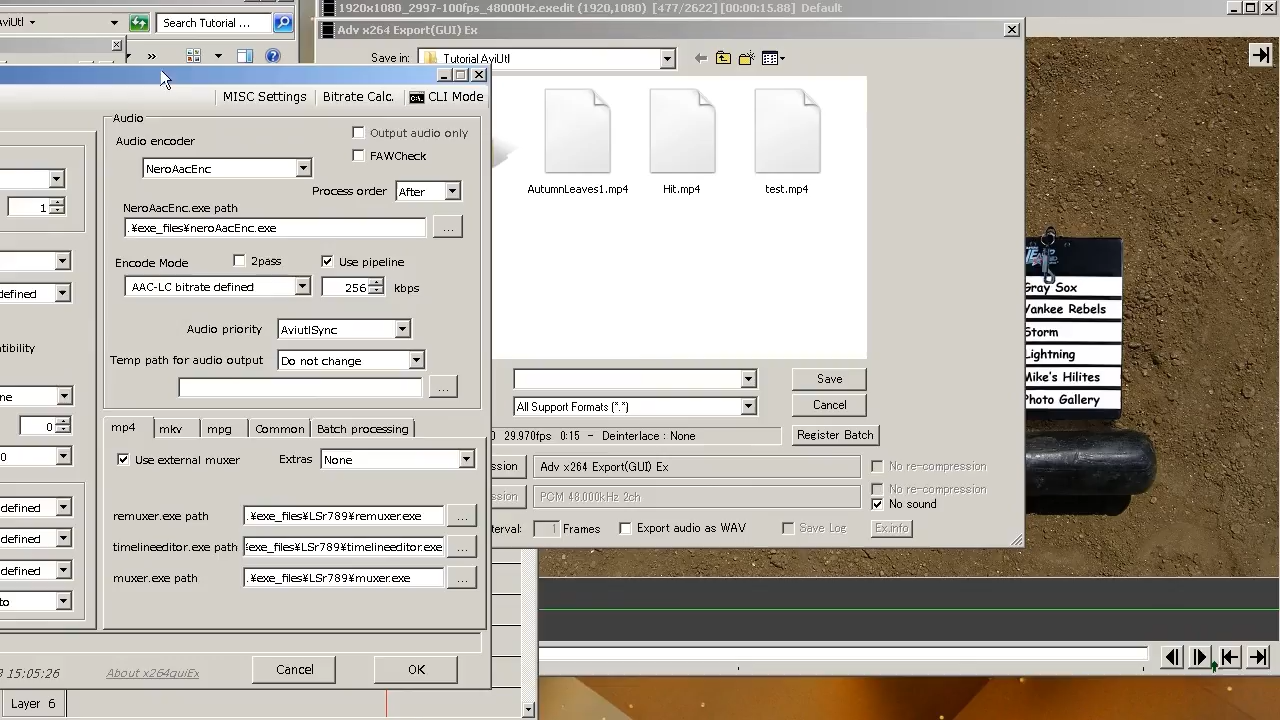 1920x1080_2997-100fps_48000Hz.exedit (1920,1080) [477/2622][00:00:15.88] Default
AviUtl
Search Tutorial ...
Adv x264 Export(GUI) Ex
Save in:
Tutorial AviUtl
MISC Settings
Bitrate Calc.
CLI Mode
Audio
Audio encoder
Output audio only
FAWCheck
NeroAacEnc
Process order
After
NeroAacEnc.exe path
.¥exe_files¥neroAacEnc.exe
...
Encode Mode
2pass
Use pipeline
AAC-LC bitrate defined
256
kbps
Audio priority
AviutlSync
Temp path for audio output
Do not change
...
1
0
mp4
mkv
mpg
Common
Batch processing
Use external muxer
Extras
None
remuxer.exe path
.¥exe_files¥LSr789¥remuxer.exe
...
timelineeditor.exe path
exe_files¥LSr789¥timelineeditor.exe
...
muxer.exe path
.¥exe_files¥LSr789¥muxer.exe
...
15:05:26
About x264guiEx
Cancel
OK
Layer 6
AutumnLeaves1.mp4
Hit.mp4
test.mp4
Save
All Support Formats (*.*)
Cancel
29.970fps 0:15 - Deinterlace : None
Register Batch
Adv x264 Export(GUI) Ex
No re-compression
PCM 48.000kHz 2ch
No re-compression
No sound
1
Frames
Export audio as WAV
Save Log
Ex.info
Gray Sox
Yankee Rebels
Storm
Lightning
Mike's Hilites
Photo Gallery